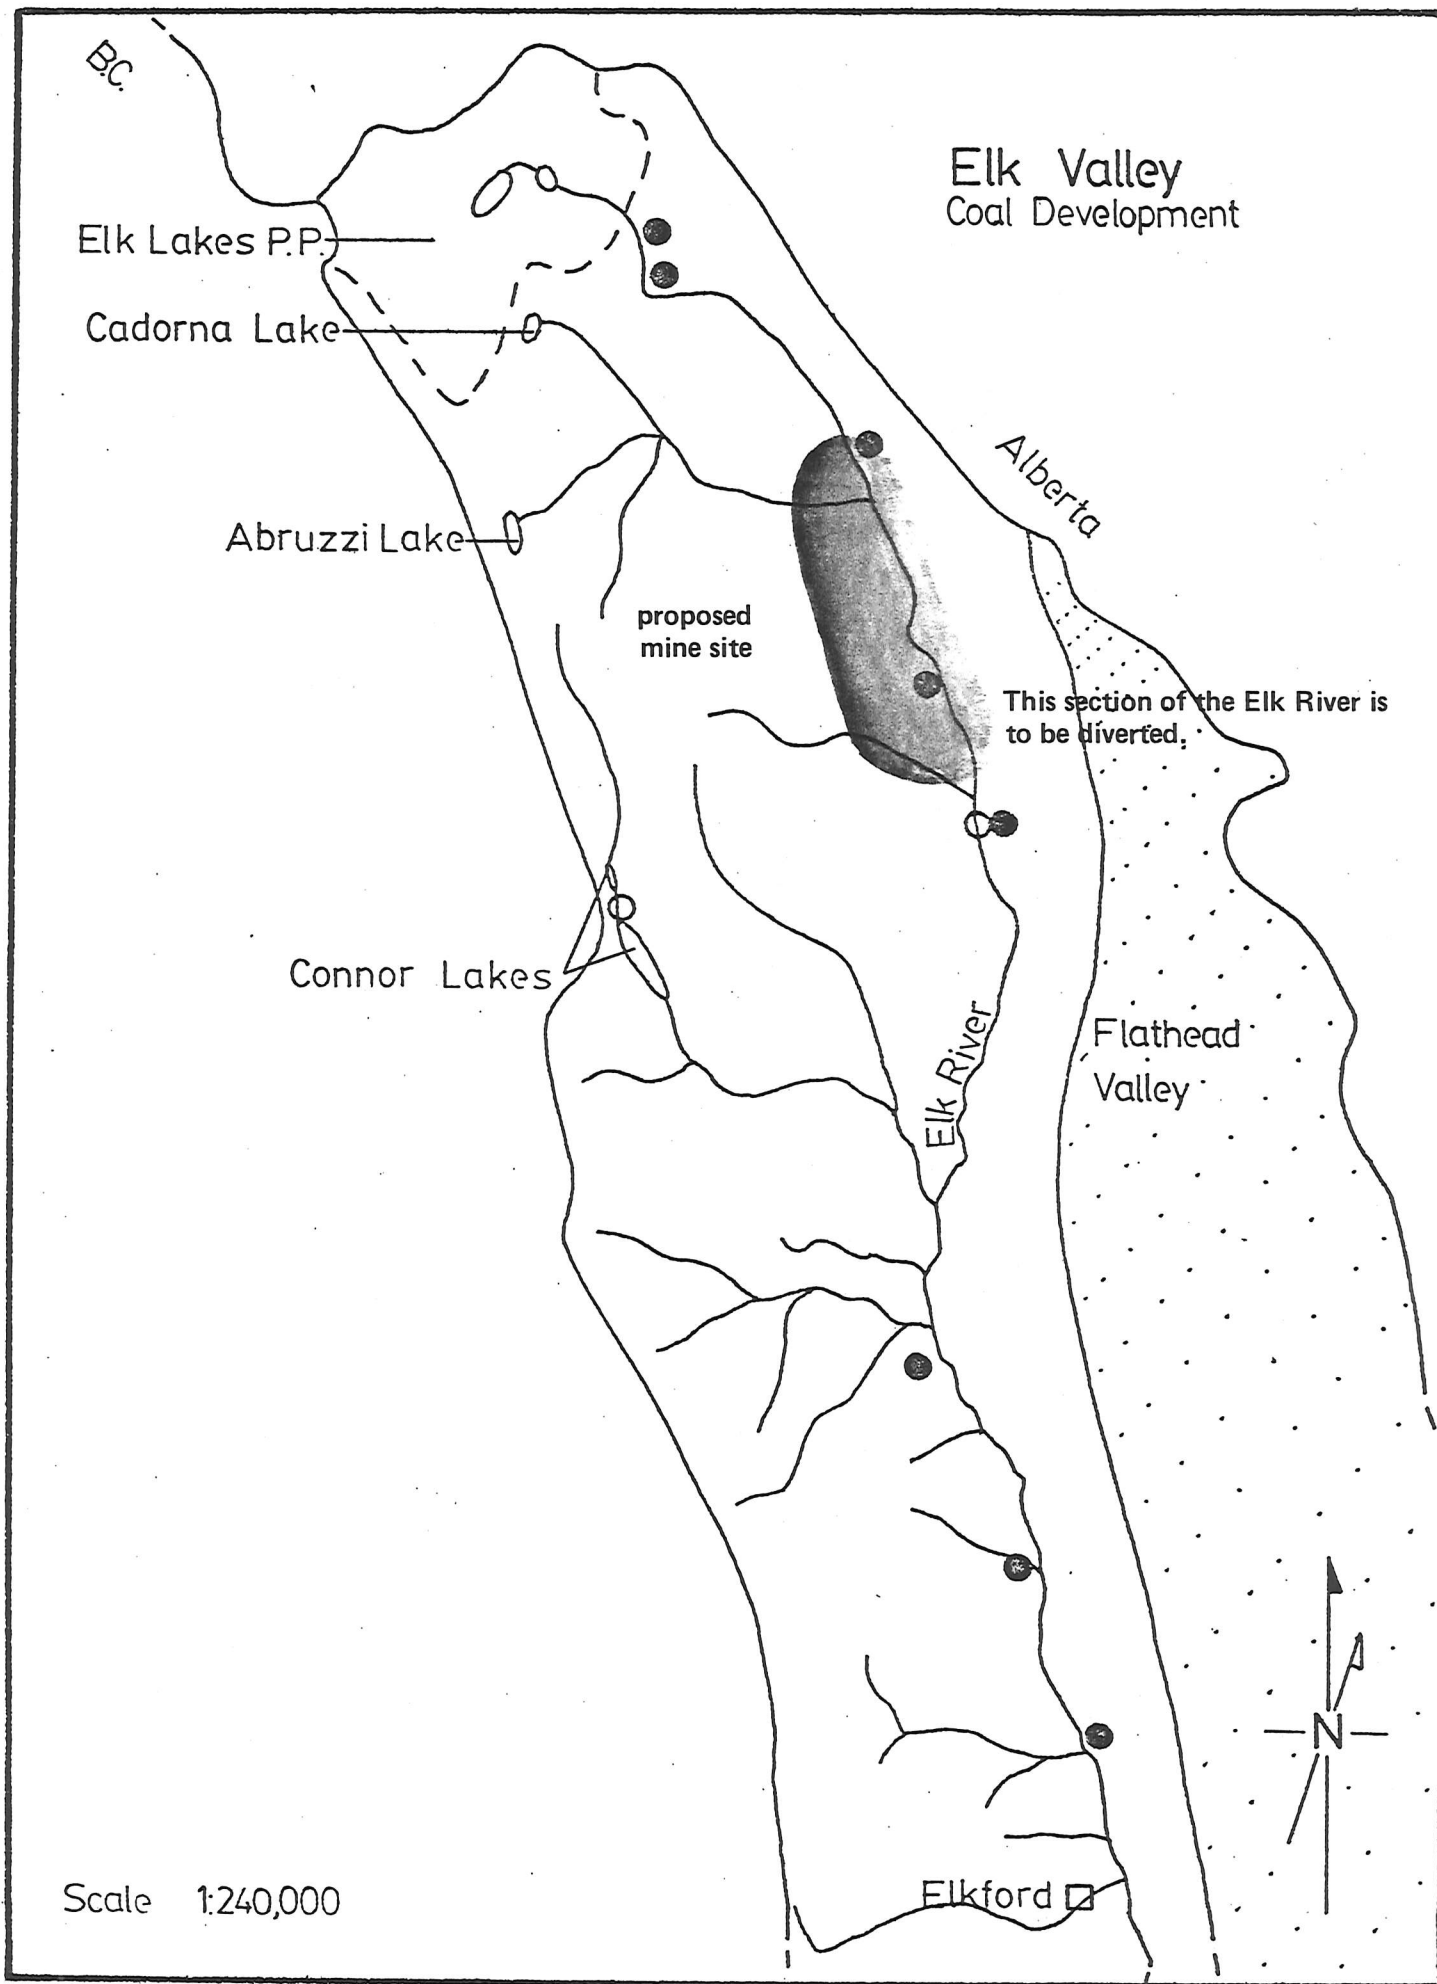 B.C.
Elk Valley
Coal Development
Elk Lakes P.P.
Cadorna Lake
Alberta
Abruzzi Lake
proposed
mine site
This section of the Elk River is
to be diverted.
Connor Lakes
Elk River
Flathead
Valley
N
Elkford
Scale 1:240,000